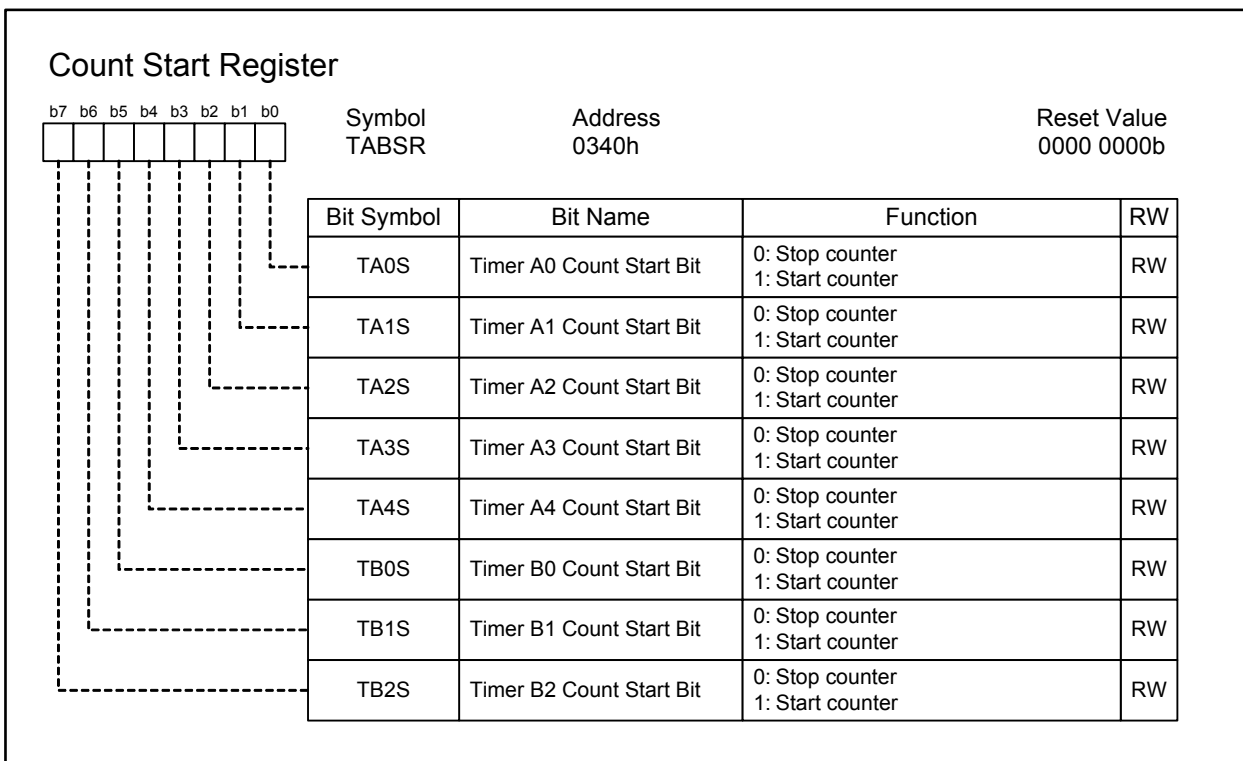 Count Start Register
b7 b6 b5 b4 b3 b2 b1 b0
Symbol Address Reset Value
TABSR 0340h 0000 0000b
Bit Symbol Bit Name Function RW
TA0S Timer A0 Count Start Bit 0: Stop counter
1: Start counter RW
TA1S Timer A1 Count Start Bit 0: Stop counter
1: Start counter RW
TA2S Timer A2 Count Start Bit 0: Stop counter
1: Start counter RW
TA3S Timer A3 Count Start Bit 0: Stop counter
1: Start counter RW
TA4S Timer A4 Count Start Bit 0: Stop counter
1: Start counter RW
TB0S Timer B0 Count Start Bit 0: Stop counter
1: Start counter RW
TB1S Timer B1 Count Start Bit 0: Stop counter
1: Start counter RW
TB2S Timer B2 Count Start Bit 0: Stop counter
1: Start counter RW